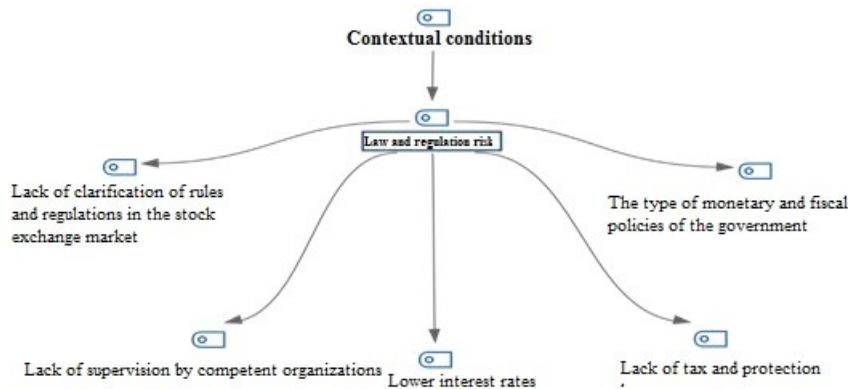 Contextual conditions
Law and regulation risk
Lack of clarification of rules
and regulations in the stock
exchange market
The type of monetary and fiscal
policies of the government
Lack of supervision by competent organizations
Lower interest rates
Lack of tax and protection